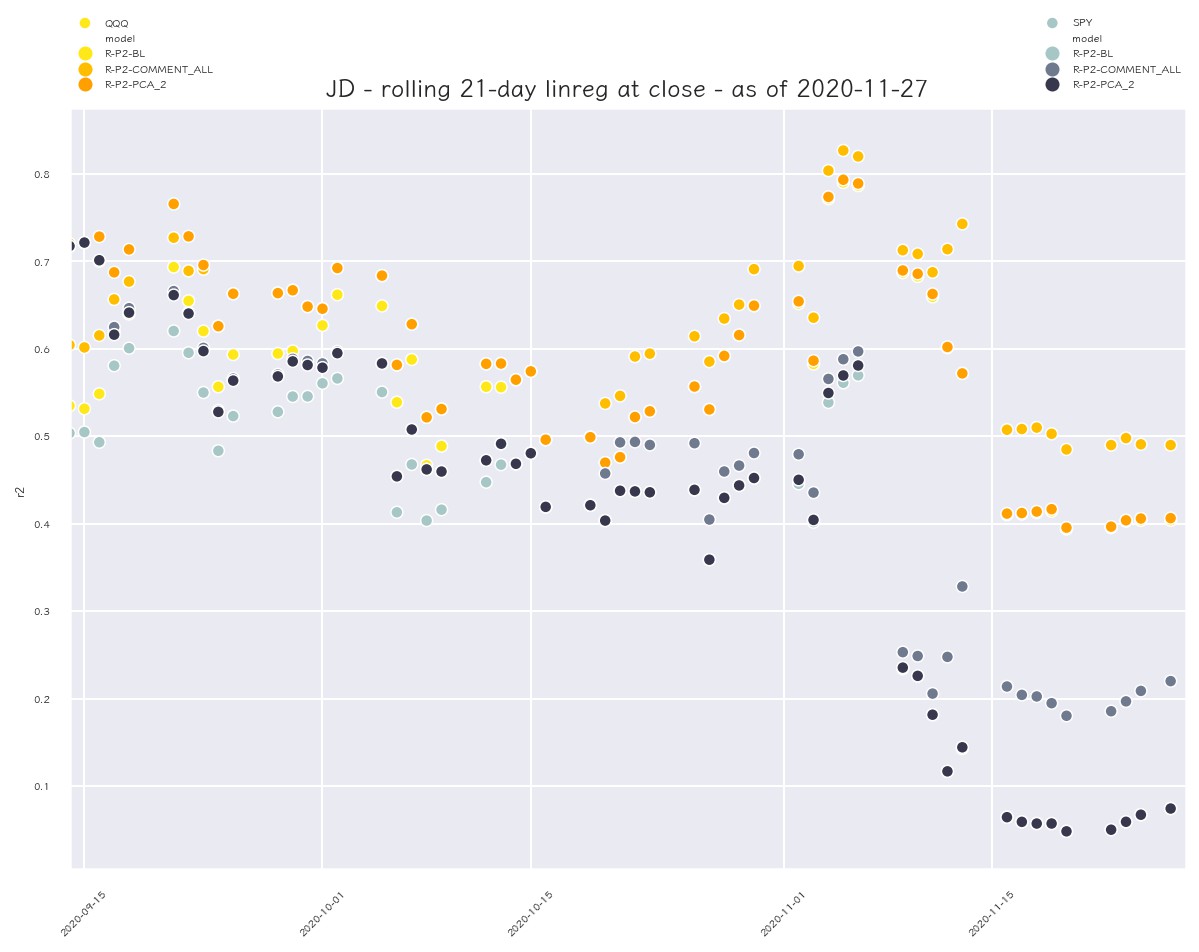 QQQ
model
R-P2-BL
R-P2-COMMENT_ALL
R-P2-PCA_2
SPY
model
R-P2-BL
R-P2-COMMENT_ALL
R-P2-PCA_2
JD - rolling 21-day linreg at close - as of 2020-11-27
0.8
0.7
0.6
0.5
0.4
0.3
0.2
0.1
r2
2020-09-15
2020-10-01
2020-10-15
2020-11-01
2020-11-15